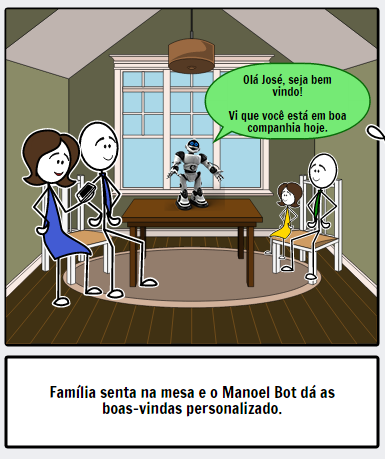 Olá José, seja bem
vindo!
Vi que você está em boa
companhia hoje.
Família senta na mesa e o Manoel Bot dá as
boas-vindas personalizado.